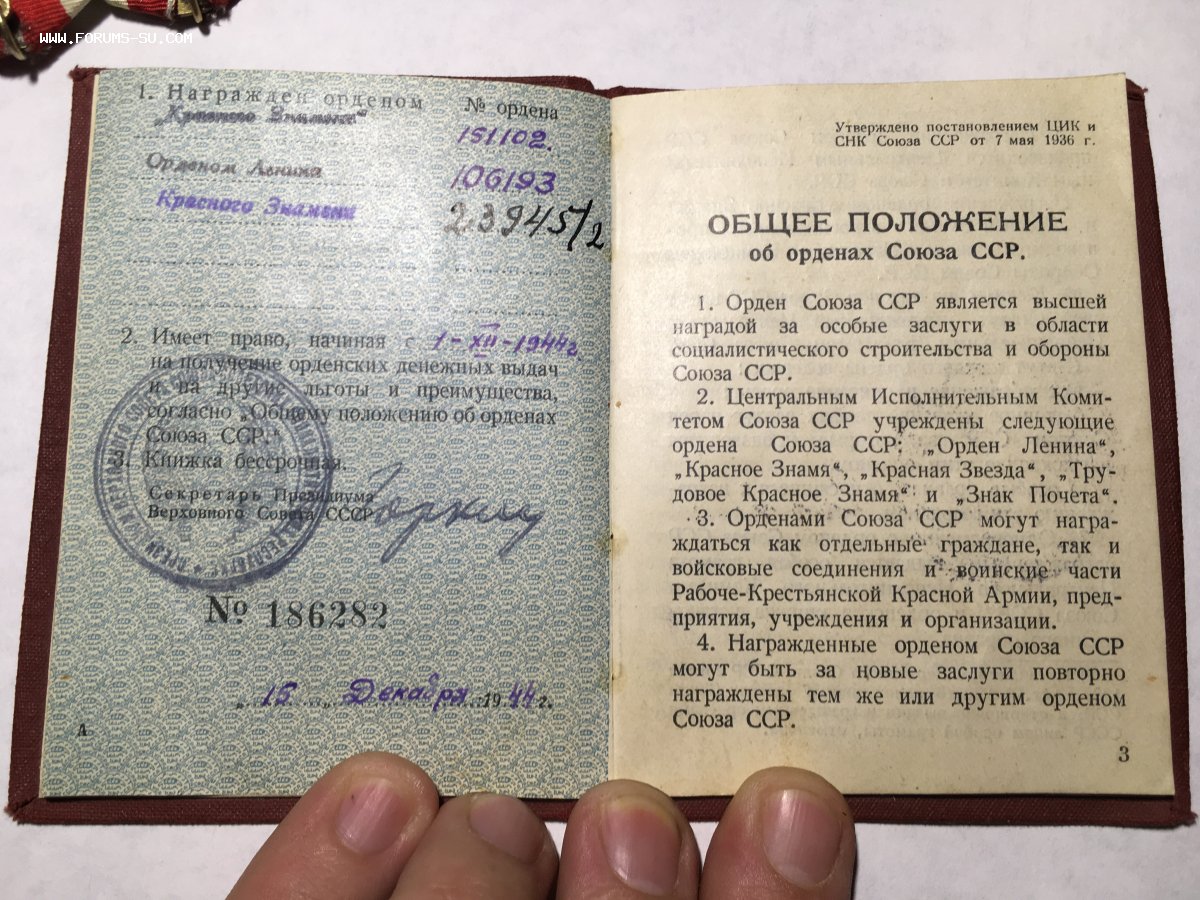 WWW.FORUMS-SU.COM
1. Награжден орденом № ордена
„Красного Знамени“ 151102.
Орденом Ленина 106193
Красного Знамени 23945/2
2. Имеет право, начиная с 1-XII-1944г.
на получение орденских денежных выдач
и на другие льготы и преимущества,
согласно „Общему положению об орденах
Союза ССР.“
3. Книжка бессрочная.
Секретарь Президиума
Верховного Совета СССР Горкин
№ 186282
„15„ Декабря 1944 г.
А
Утверждено постановлением ЦИК и
СНК Союза ССР от 7 мая 1936 г.
ОБЩЕЕ ПОЛОЖЕНИЕ
об орденах Союза ССР.
1. Орден Союза ССР является высшей
наградой за особые заслуги в области
социалистического строительства и обороны
Союза ССР.
2. Центральным Исполнительным Коми-
тетом Союза ССР учреждены следующие
ордена Союза ССР: „Орден Ленина“,
„Красное Знамя“, „Красная Звезда“, „Тру-
довое Красное Знамя“ и „Знак Почета“.
3. Орденами Союза ССР могут награ-
ждаться как отдельные граждане, так и
войсковые соединения и воинские части
Рабоче-Крестьянской Красной Армии, пред-
приятия, учреждения и организации.
4. Награжденные орденом Союза ССР
могут быть за новые заслуги повторно
награждены тем же или другим орденом
Союза ССР.
3